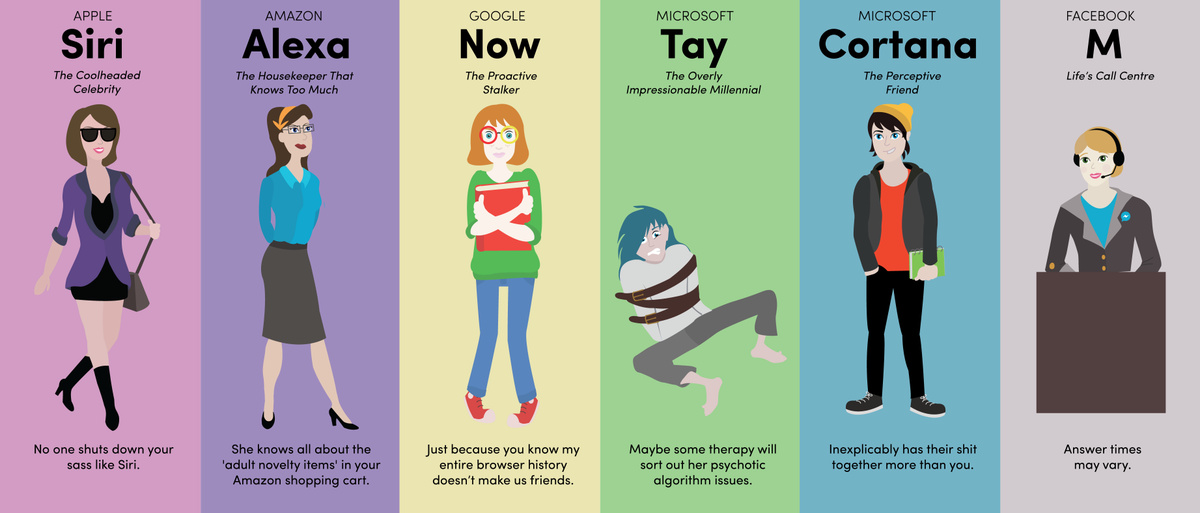 APPLE
Siri
The Coolheaded
Celebrity
No one shuts down your
sass like Siri.
AMAZON
Alexa
The Housekeeper That
Knows Too Much
She knows all about the
'adult novelty items' in your
Amazon shopping cart.
GOOGLE
Now
The Proactive
Stalker
Just because you know my
entire browser history
doesn't make us friends.
MICROSOFT
Tay
The Overly
Impressionable Millennial
Maybe some therapy will
sort out her psychotic
algorithm issues.
MICROSOFT
Cortana
The Perceptive
Friend
Inexplicably has their shit
together more than you.
FACEBOOK
M
Life's Call Centre
Answer times
may vary.